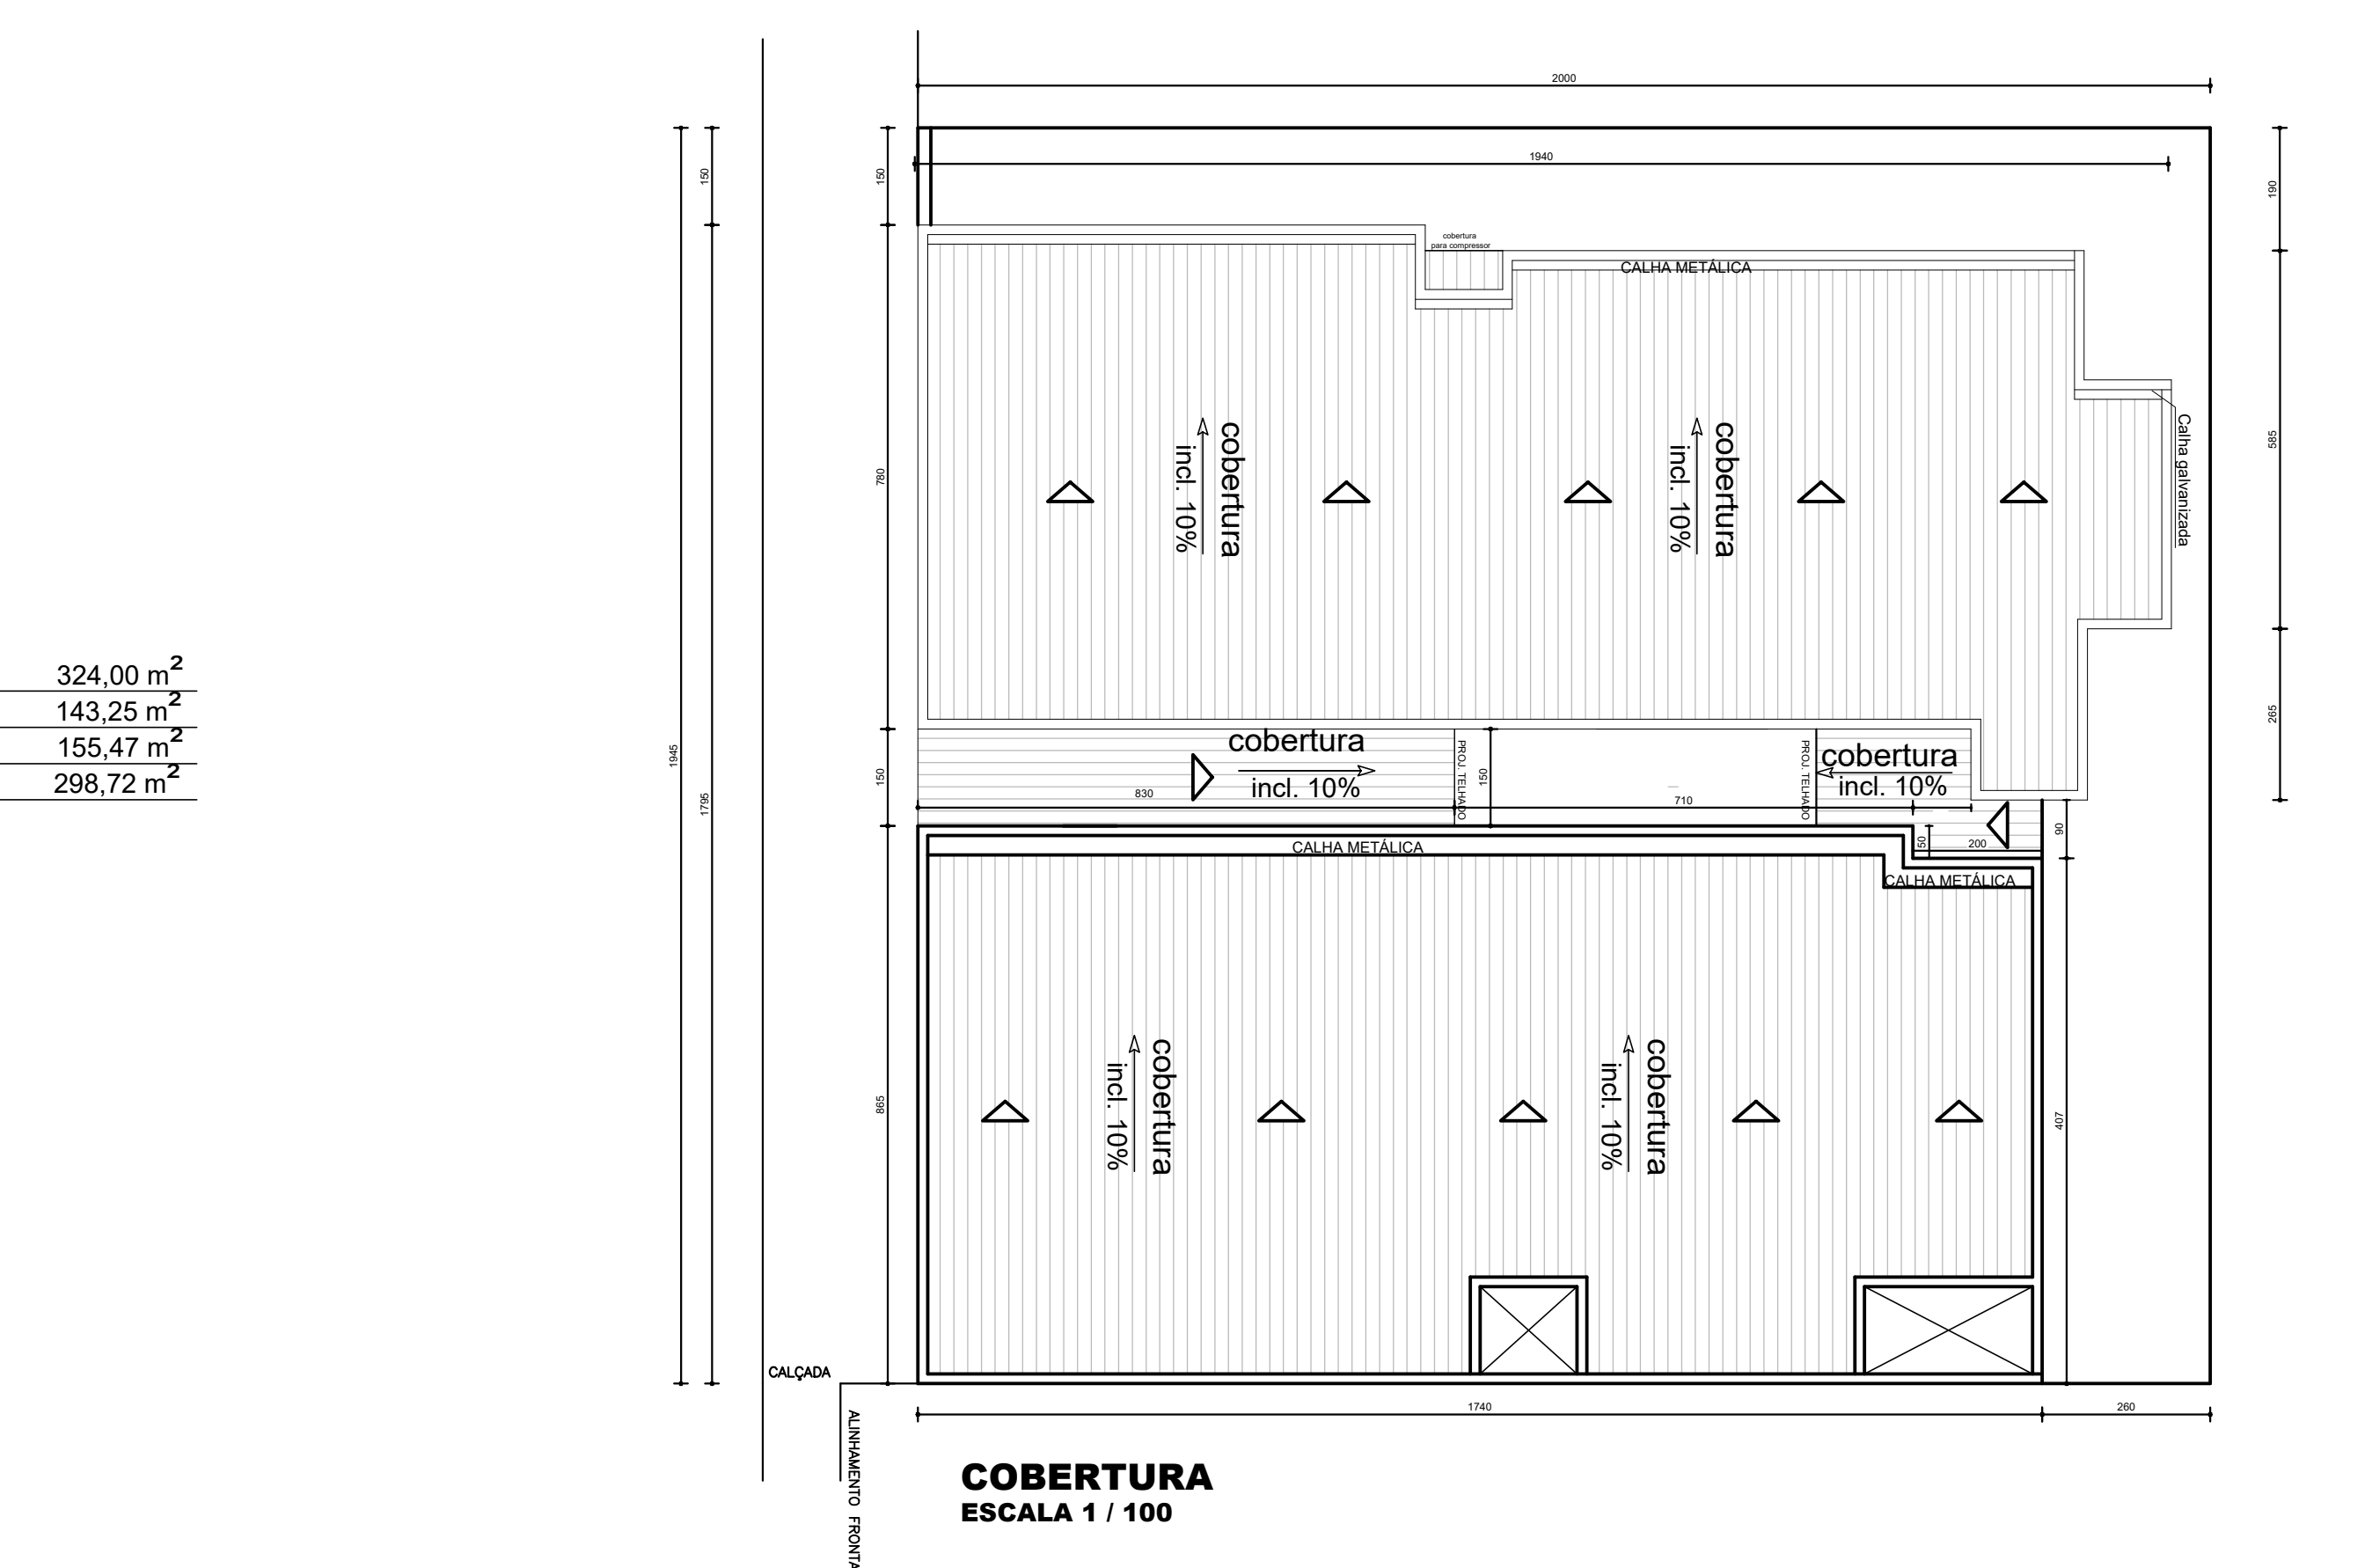 2000
1940
150
150
190
cobertura
para compressor
CALHA METÁLICA
cobertura
incl. 10%
cobertura
incl. 10%
Calha galvanizada
780
585
324,00 m²
143,25 m²
155,47 m²
298,72 m²
1945
1795
265
cobertura
incl. 10%
PROJ. TELHADO
150
PROJ. TELHADO
cobertura
incl. 10%
150
830
710
90
50
200
CALHA METÁLICA
CALHA METÁLICA
cobertura
incl. 10%
cobertura
incl. 10%
865
407
CALÇADA
1740
260
ALINHAMENTO FRONTA
COBERTURA
ESCALA 1 / 100